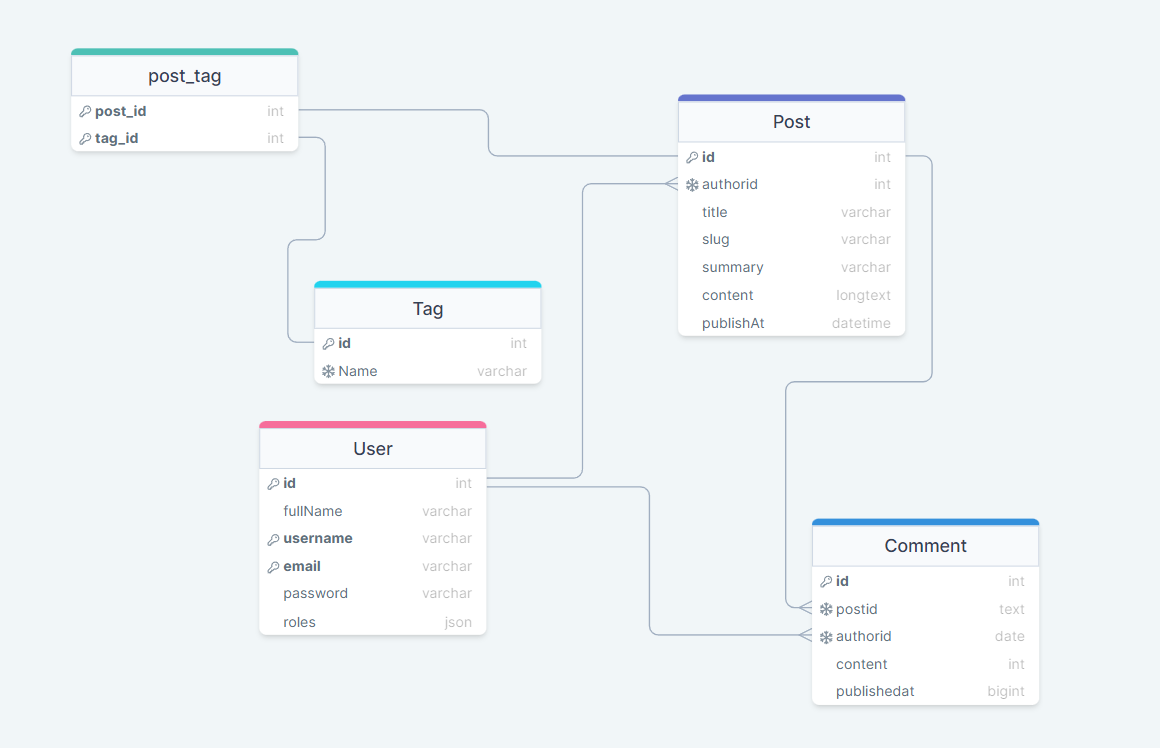 post_tag
post_id int
tag_id int
Post
id int
authorid int
title varchar
slug varchar
summary varchar
content longtext
publishAt datetime
Tag
id int
Name varchar
User
id int
fullName varchar
username varchar
email varchar
password varchar
roles json
Comment
id int
postid text
authorid date
content int
publishedat bigint